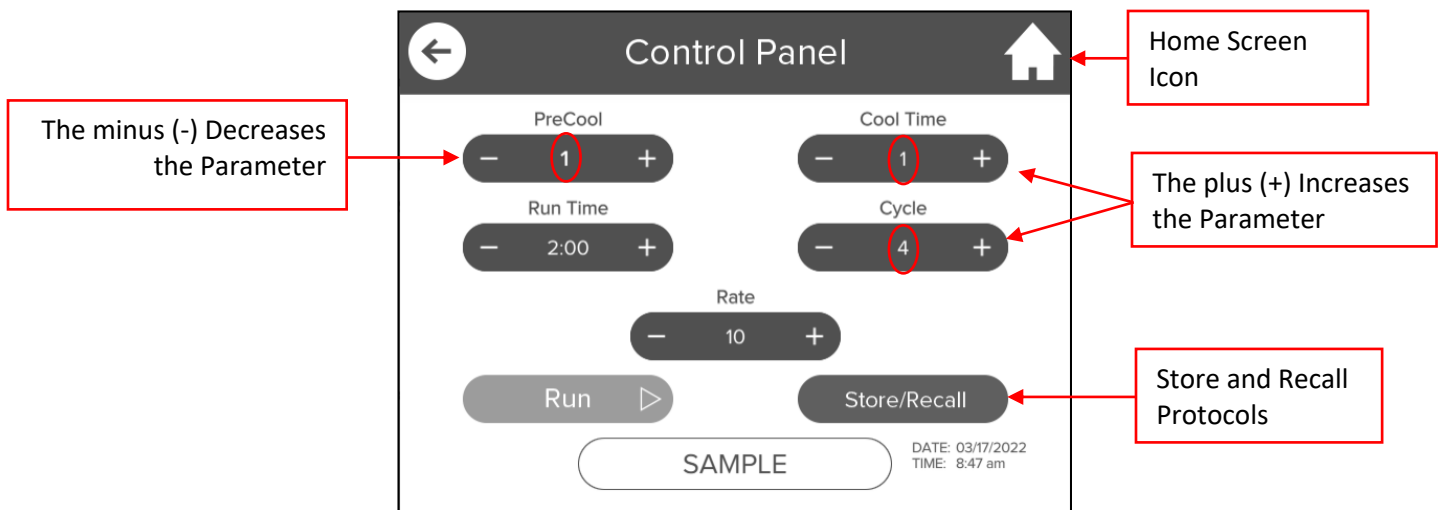 Control Panel
Home Screen
Icon
The minus (-) Decreases
the Parameter
PreCool
− 1 +
Cool Time
− 1 +
The plus (+) Increases
the Parameter
Run Time
− 2:00 +
Cycle
− 4 +
Rate
− 10 +
Run
Store/Recall
Store and Recall
Protocols
SAMPLE
DATE: 03/17/2022
TIME: 8:47 am